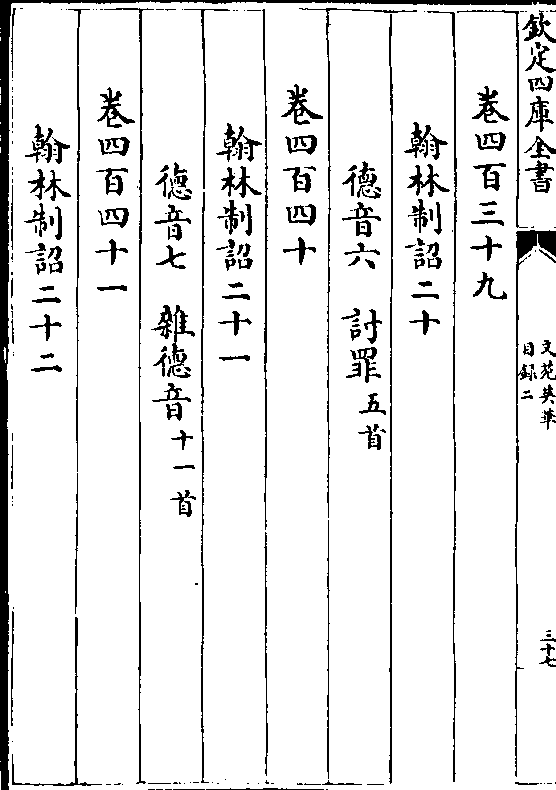 欽定四庫全書
文苑英華
目録二
三十七
卷四百三十九
翰林制詔二十
德音六 討罪五首
卷四百四十
翰林制詔二十一
德音七 雜德音十一首
卷四百四十一
翰林制詔二十二